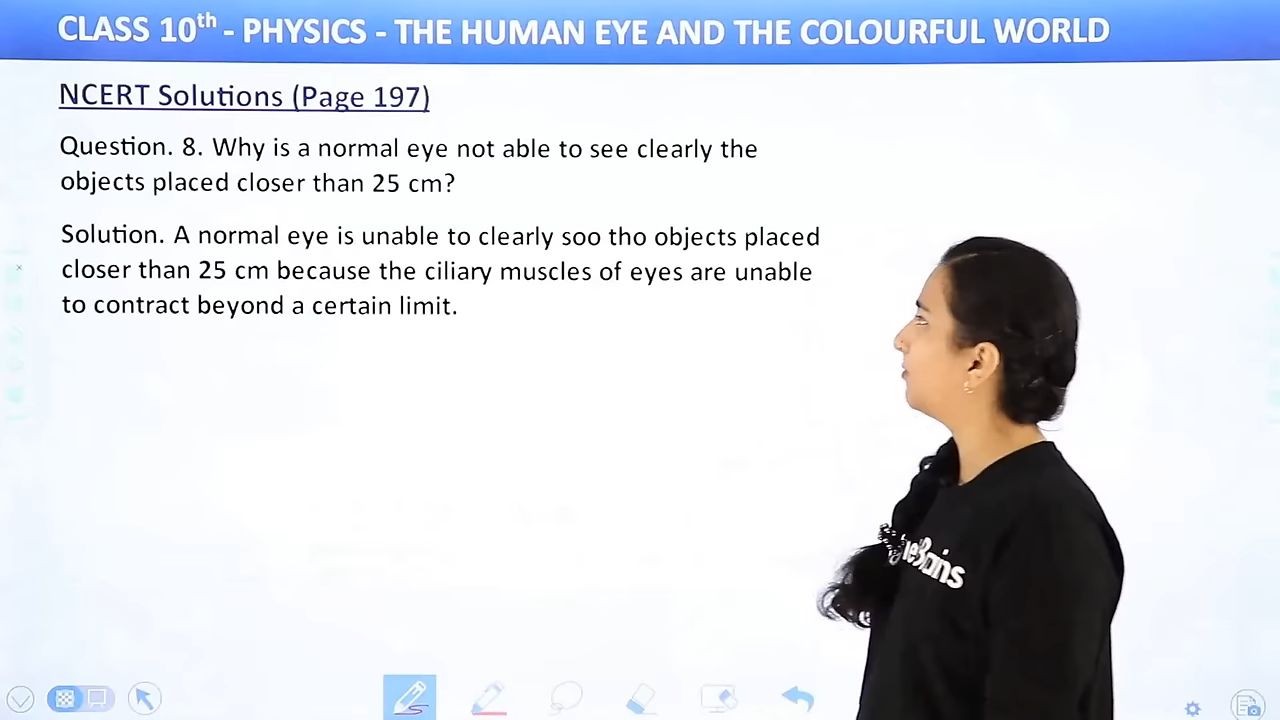 CLASS 10th - PHYSICS - THE HUMAN EYE AND THE COLOURFUL WORLD
NCERT Solutions (Page 197)
Question. 8. Why is a normal eye not able to see clearly the
objects placed closer than 25 cm?
Solution. A normal eye is unable to clearly soo tho objects placed
closer than 25 cm because the ciliary muscles of eyes are unable
to contract beyond a certain limit.